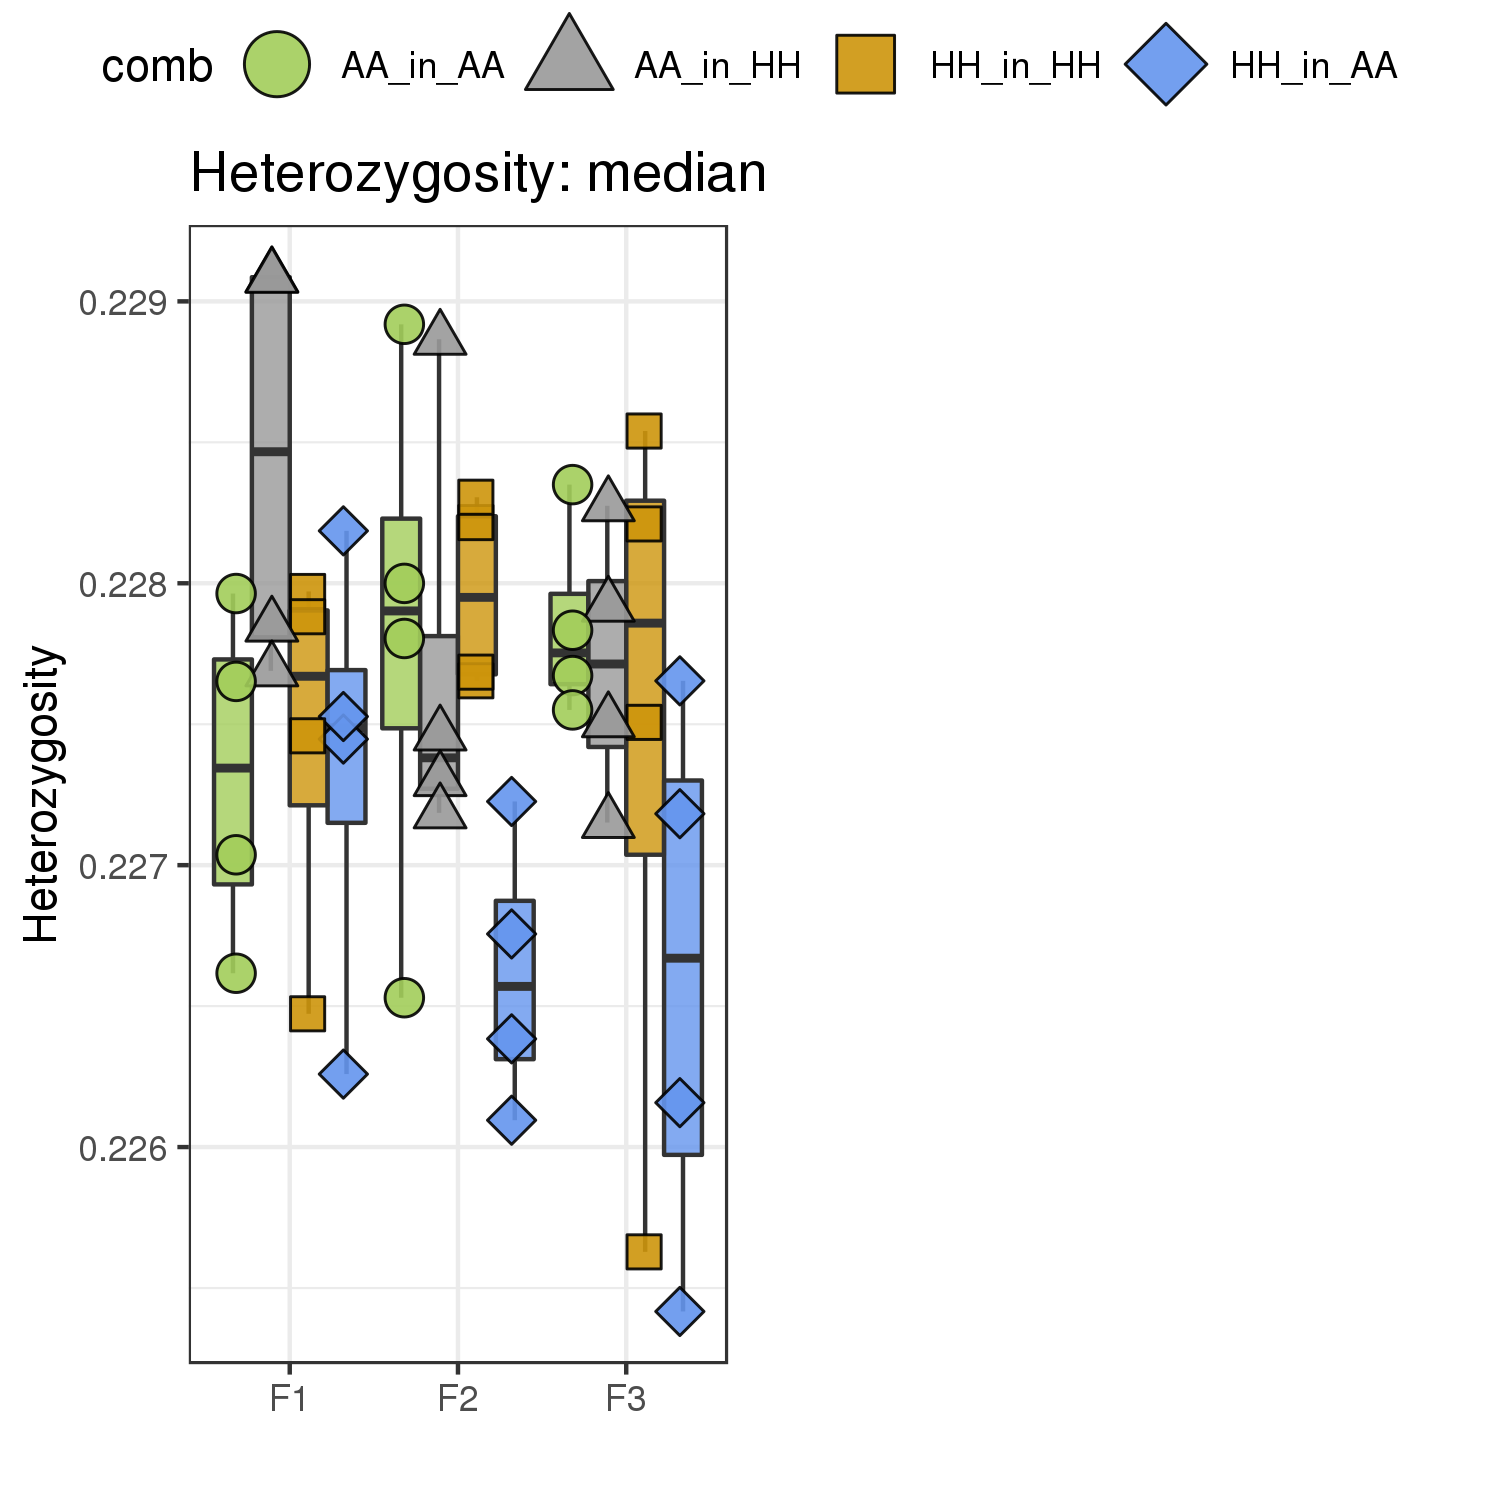 comb AA_in_AA AA_in_HH HH_in_HH HH_in_AA
Heterozygosity: median
Heterozygosity
0.229
0.228
0.227
0.226
F1 F2 F3